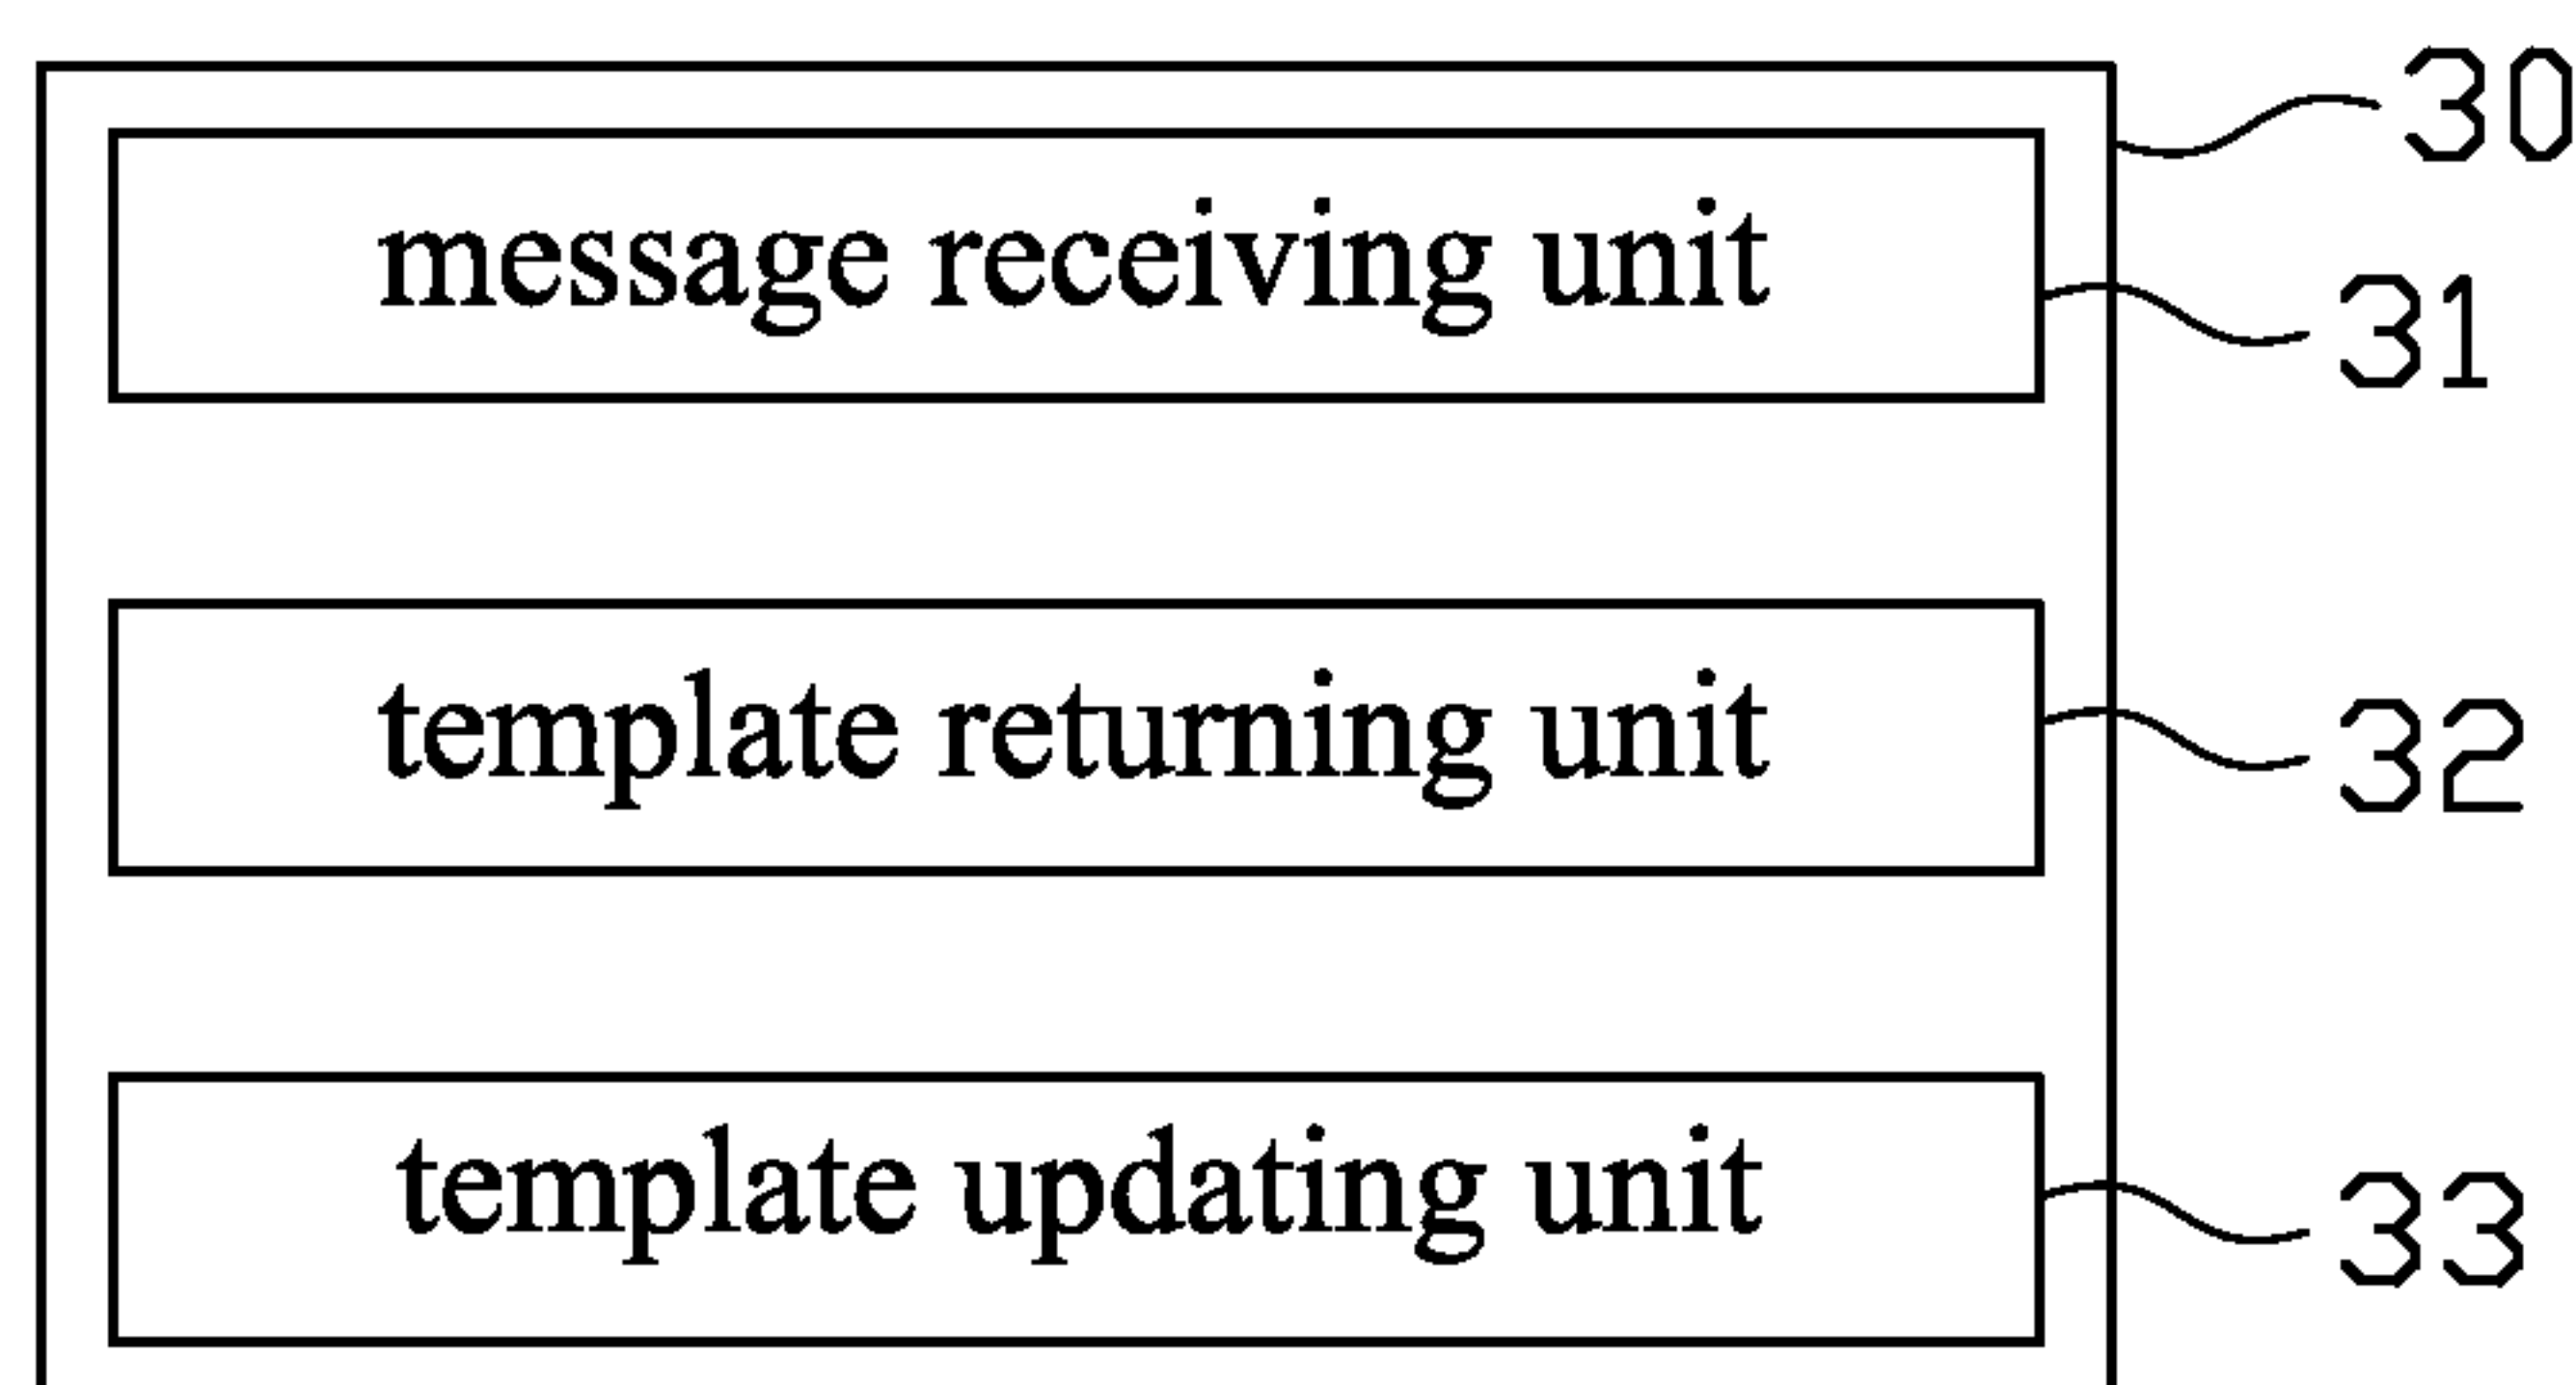 30
message receiving unit
31
template returning unit
32
template updating unit
33